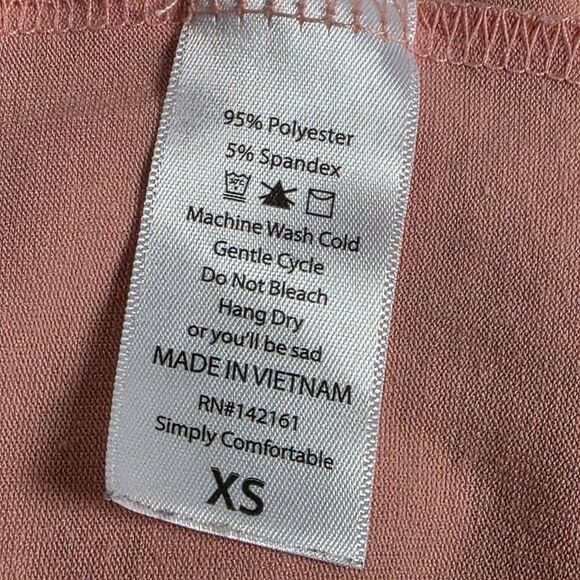 95% Polyester
5% Spandex
Machine Wash Cold
Gentle Cycle
Do Not Bleach
Hang Dry
or you'll be sad
MADE IN VIETNAM
RN#142161
Simply Comfortable
XS